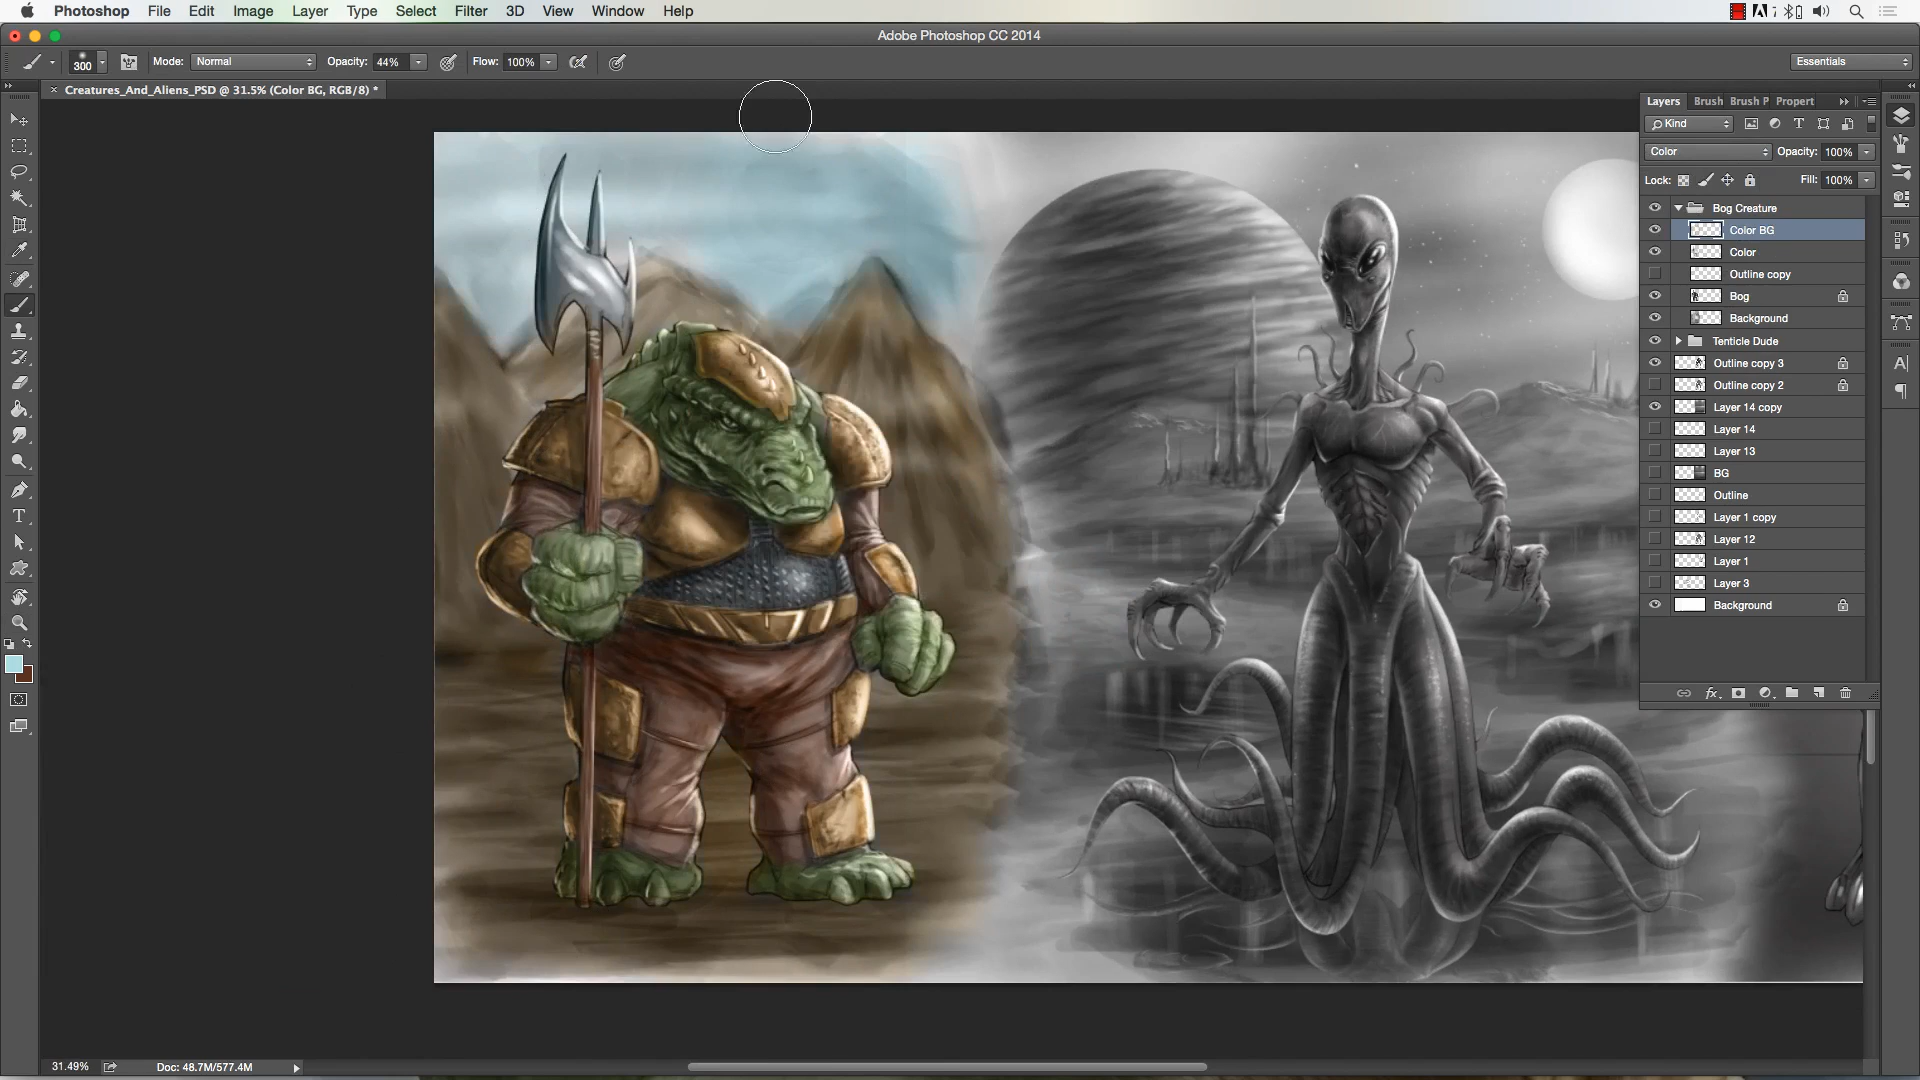 Photoshop File Edit Image Layer Type Select Filter 3D View Window Help
Adobe Photoshop CC 2014
300 Mode: Normal Opacity: 44% Flow: 100% Essentials
Creatures_And_Aliens_PSD @ 31.5% (Color BG, RGB/8) *
Layers Brush Brush P Propert
Kind
Color Opacity: 100%
Lock: Fill: 100%
Bog Creature
Color BG
Color
Outline copy
Bog
Background
Tenticle Dude
Outline copy 3
Outline copy 2
Layer 14 copy
Layer 14
Layer 13
BG
Outline
Layer 1 copy
Layer 12
Layer 1
Layer 3
Background
31.49% Doc: 48.7M/577.4M